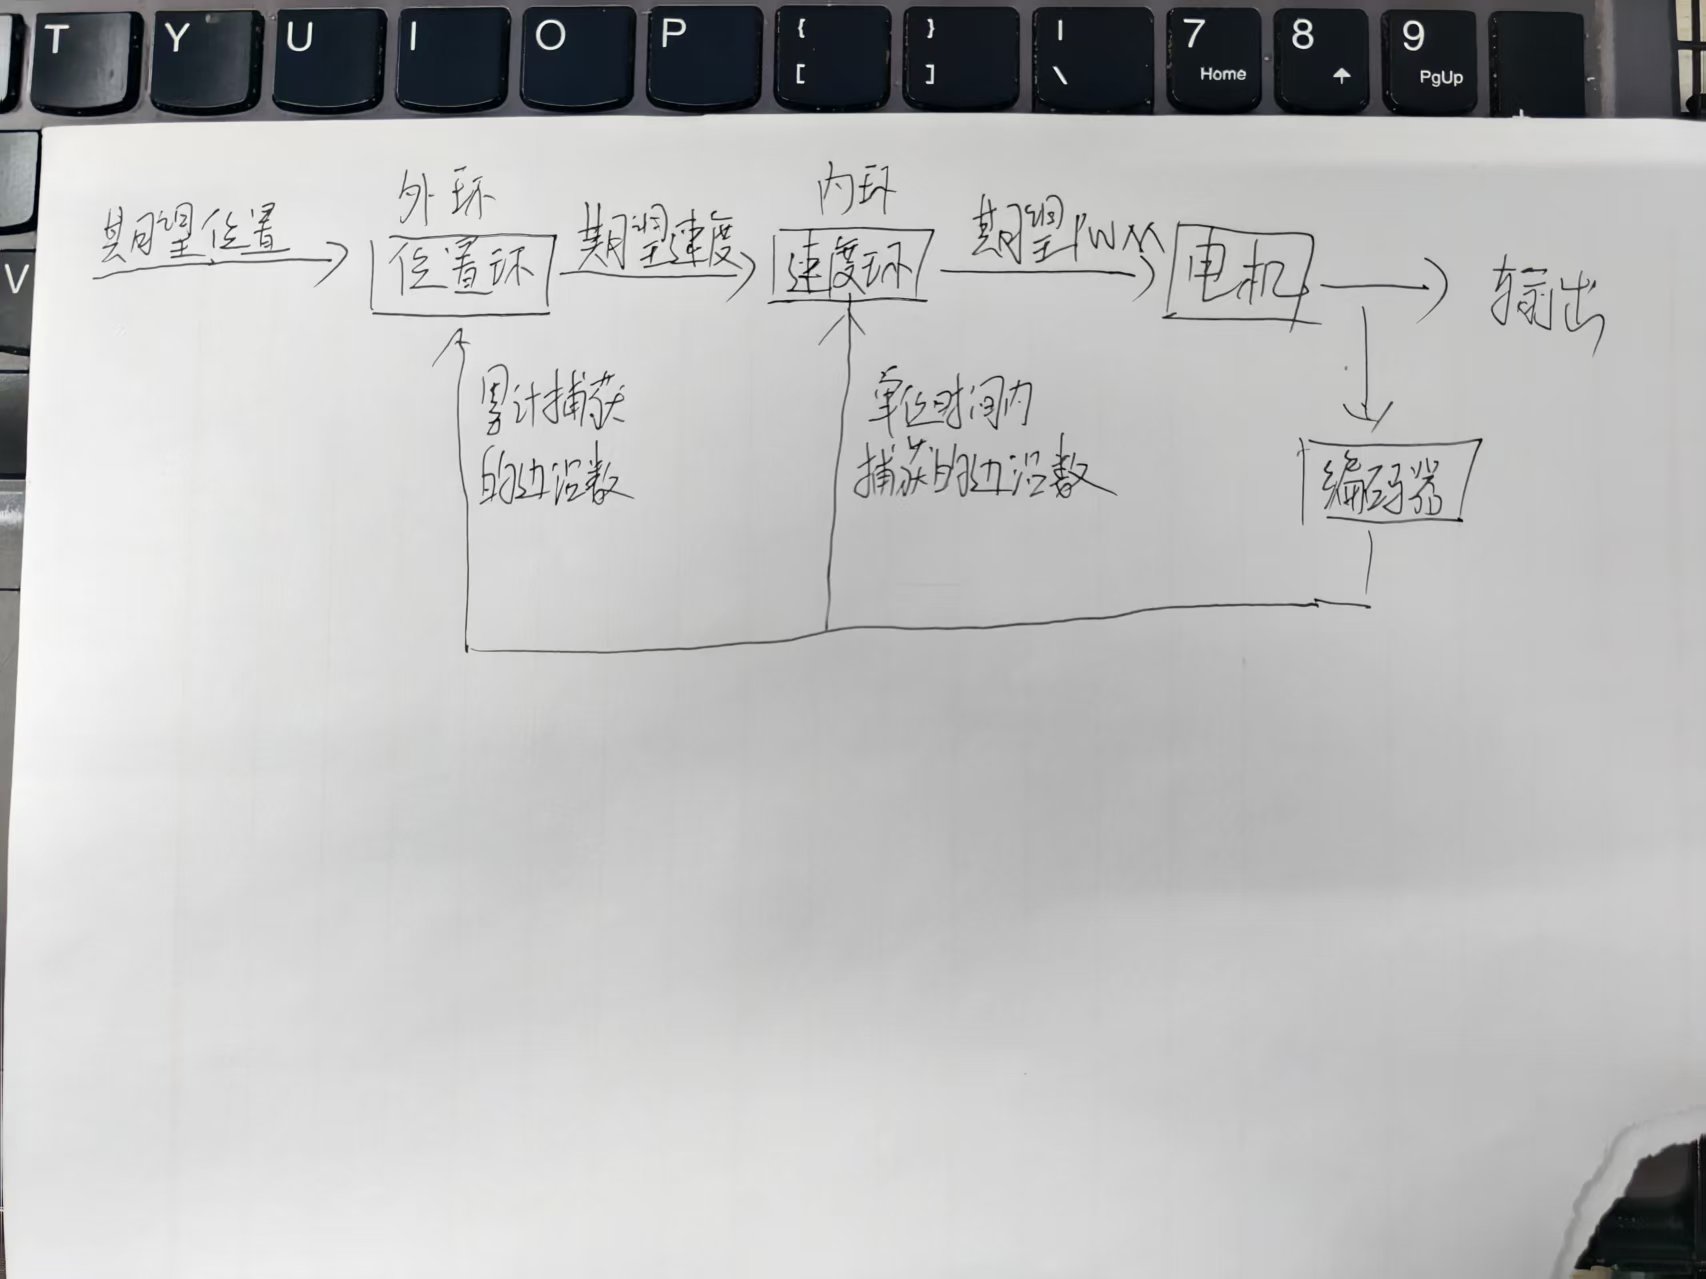 T Y U I O P { [ } ] | \ 7 Home 8 9 PgUp
V
外环
内环
期望位置
位置环
期望速度
速度环
期望PWM
电机
输出
累计捕获
的边沿数
单位时间内
捕获的边沿数
编码器